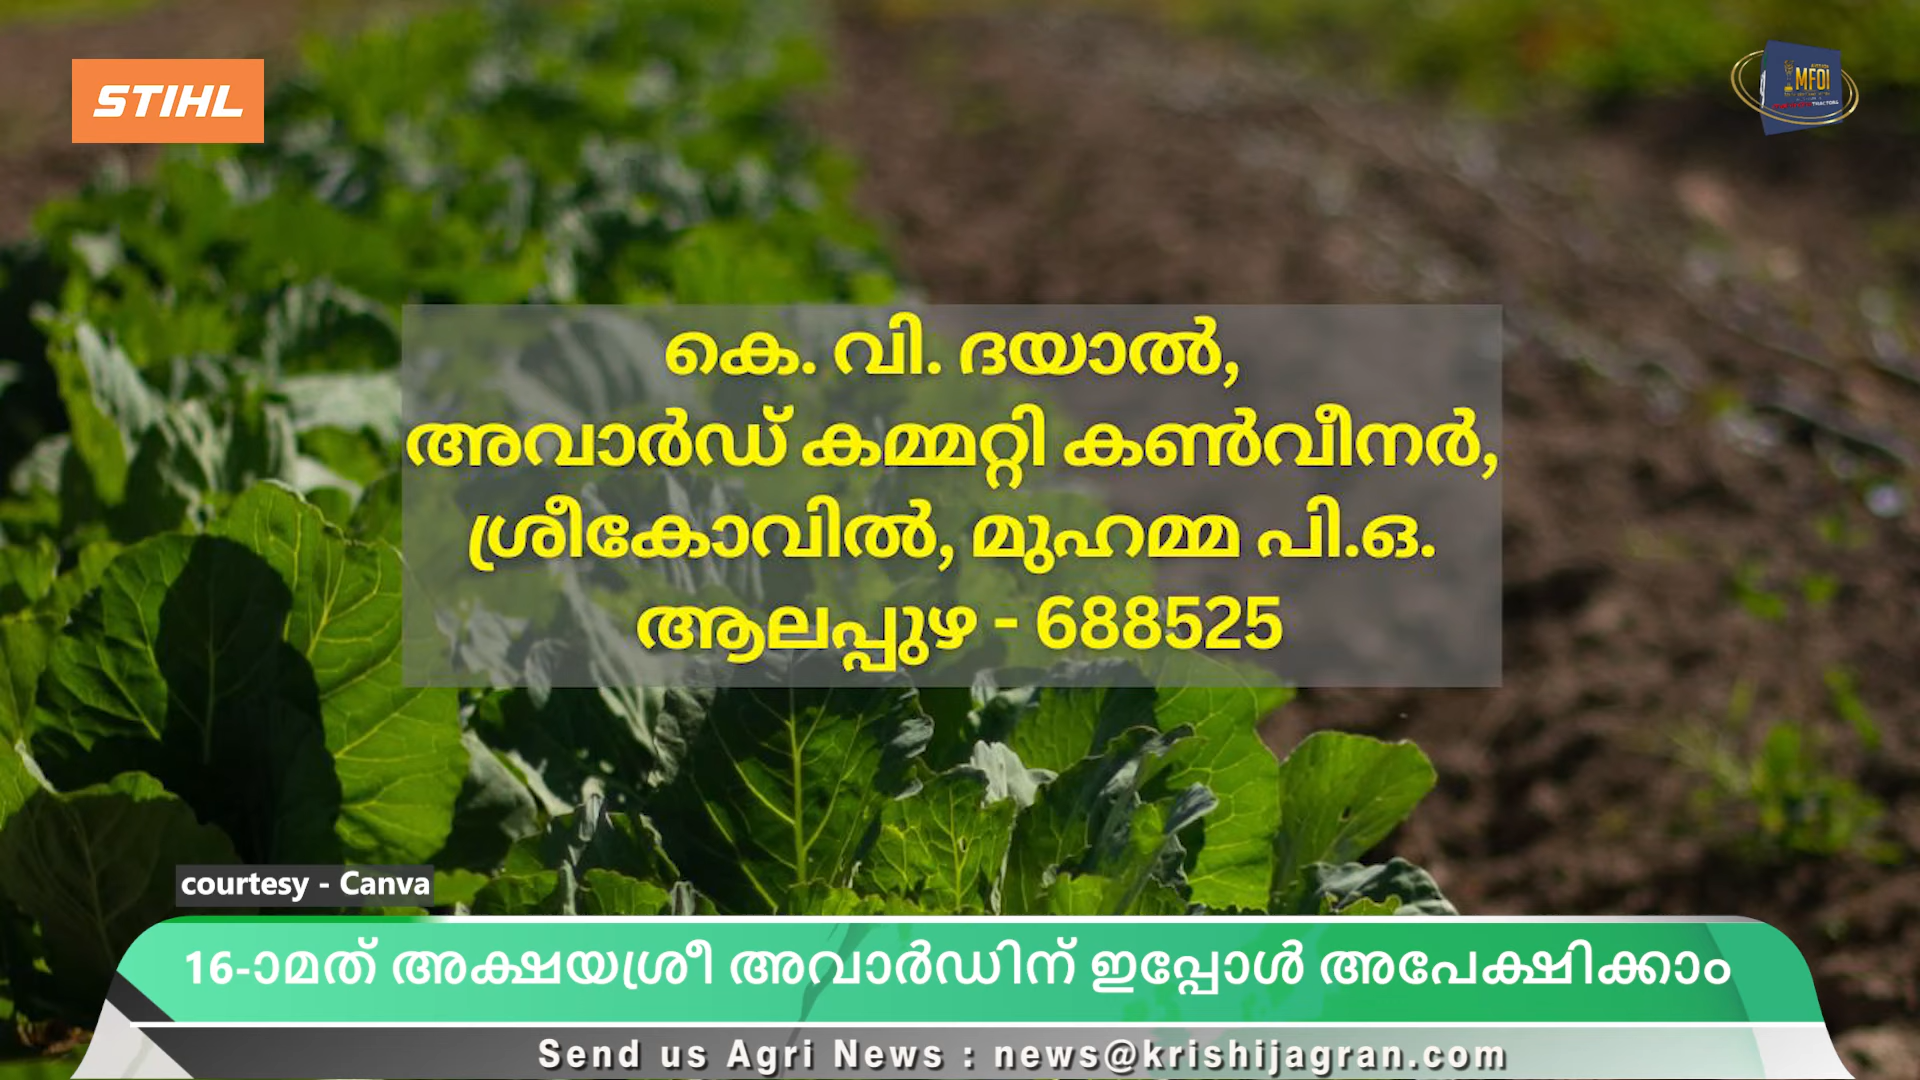 STIHL
MFOI
കെ. വി. ദയാൽ,
അവാർഡ് കമ്മറ്റി കൺവീനർ,
ശ്രീകോവിൽ, മുഹമ്മ പി.ഒ.
ആലപ്പുഴ - 688525
courtesy - Canva
16-ാമത് അക്ഷയശ്രീ അവാർഡിന് ഇപ്പോൾ അപേക്ഷിക്കാം
Send us Agri News : news@krishijagran.com